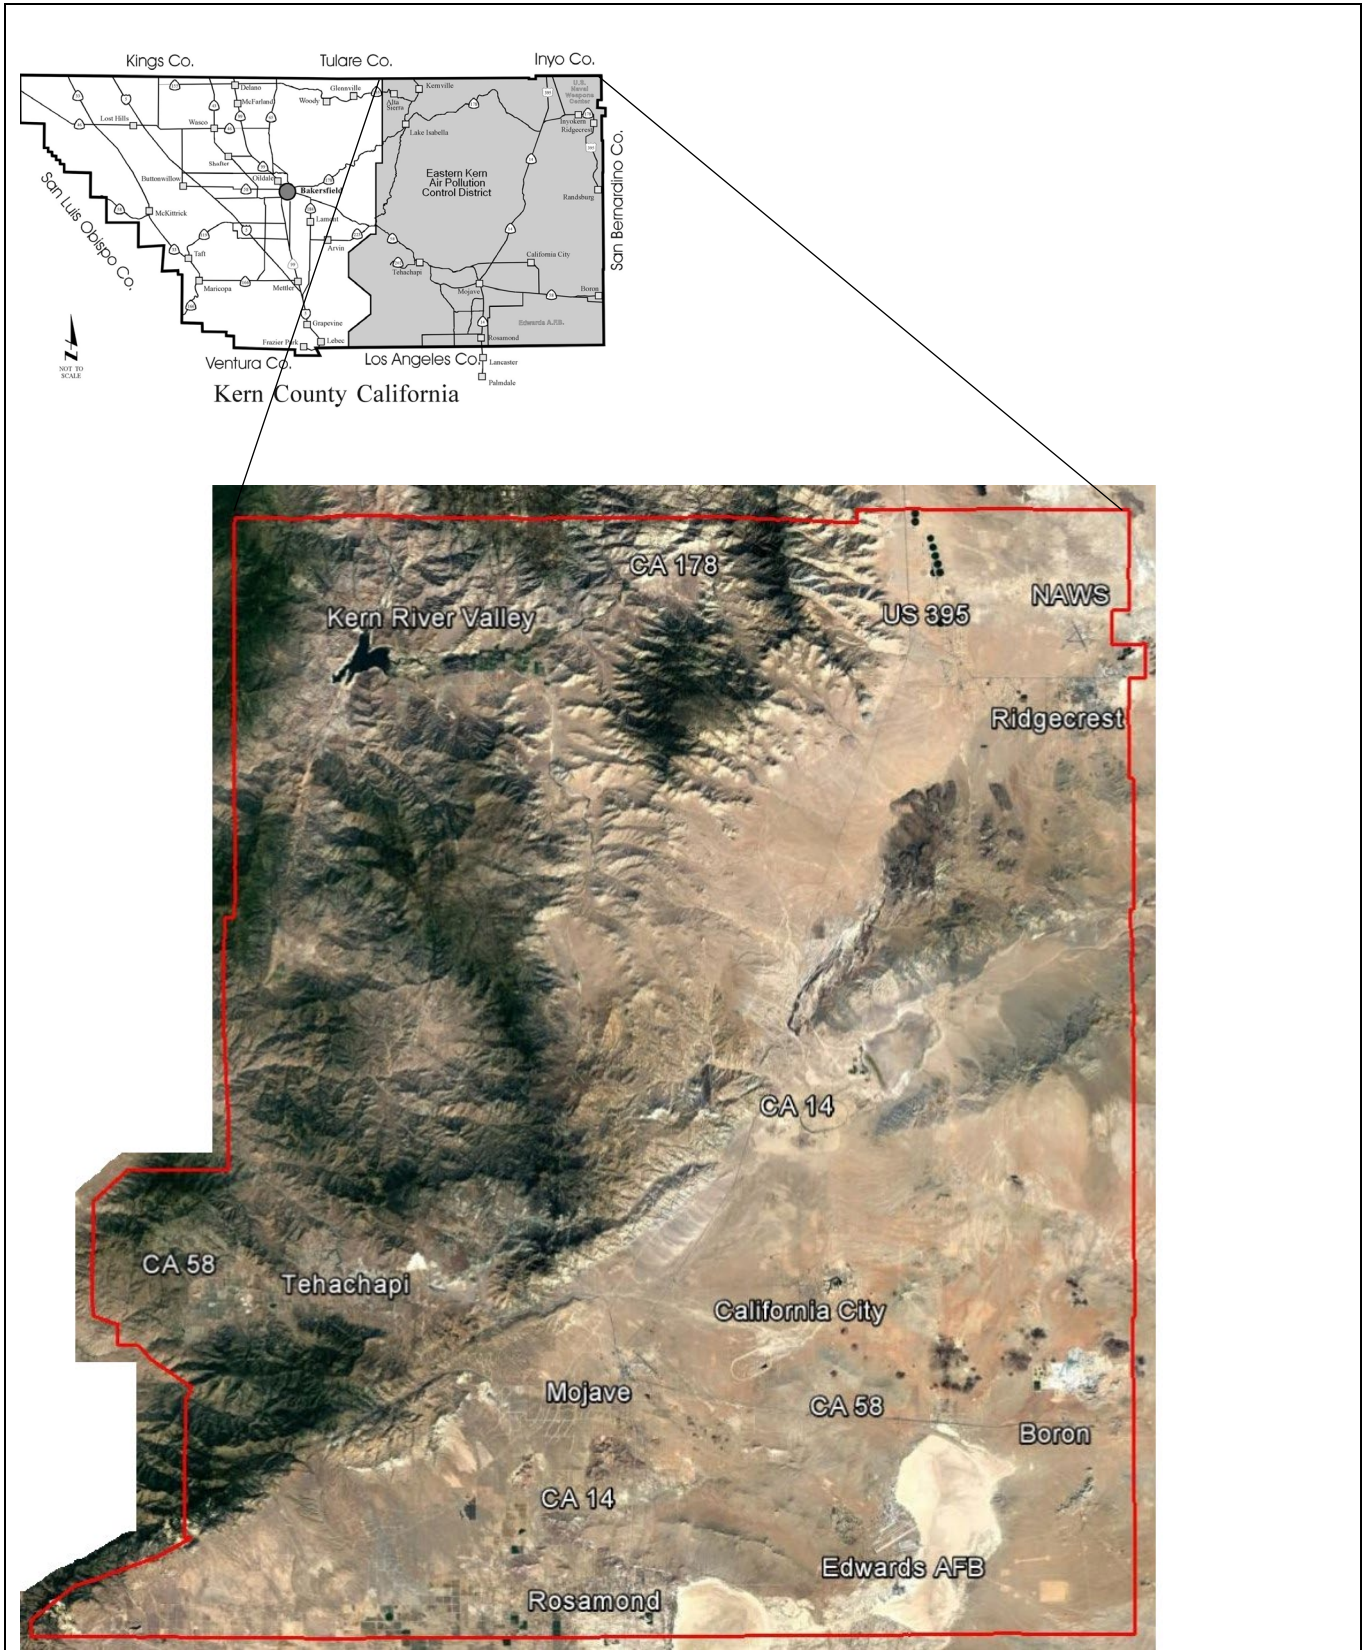 Kings Co.
Tulare Co.
Inyo Co.
Delano
McFarland
Glennville
Woody
Kernville
Alta
Sierra
U.S.
Naval
Weapons
Center
Lost Hills
Wasco
Lake Isabella
Inyokern
Ridgecrest
Shafter
Oildale
Buttonwillow
Bakersfield
Eastern Kern
Air Pollution
Control District
Randsburg
San Bernardino Co.
San Luis Obispo Co.
McKittrick
Lamont
Arvin
Taft
Tehachapi
California City
Maricopa
Mettler
Mojave
Boron
Grapevine
Edwards A.F.B.
Frazier Park
Lebec
Rosamond
N
NOT TO
SCALE
Ventura Co.
Los Angeles Co.
Lancaster
Palmdale
Kern County California
CA 178
NAWS
Kern River Valley
US 395
Ridgecrest
CA 14
CA 58
Tehachapi
California City
Mojave
CA 58
Boron
CA 14
Edwards AFB
Rosamond